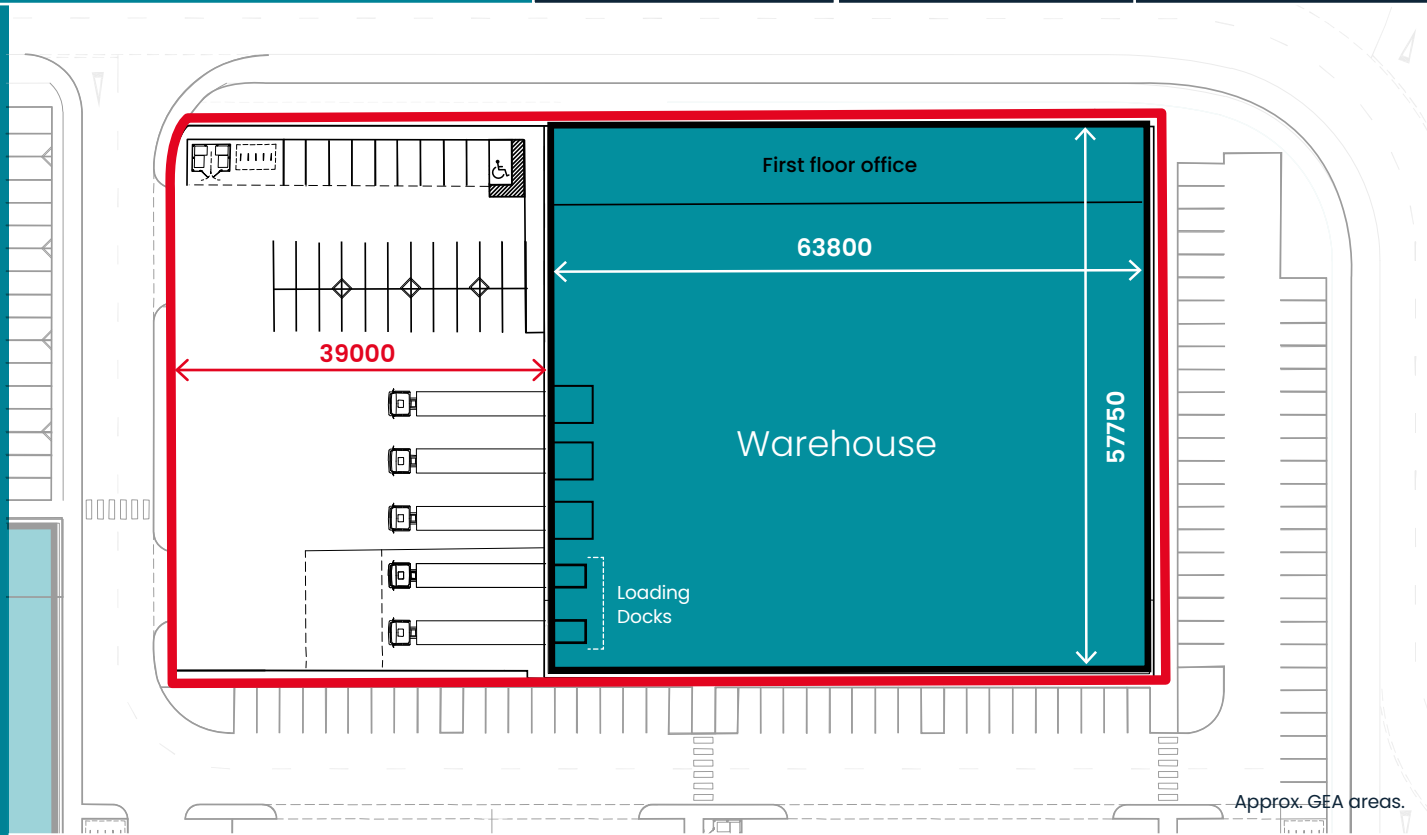 First floor office
63800
39000
57750
Warehouse
Loading
Docks
Approx. GEA areas.